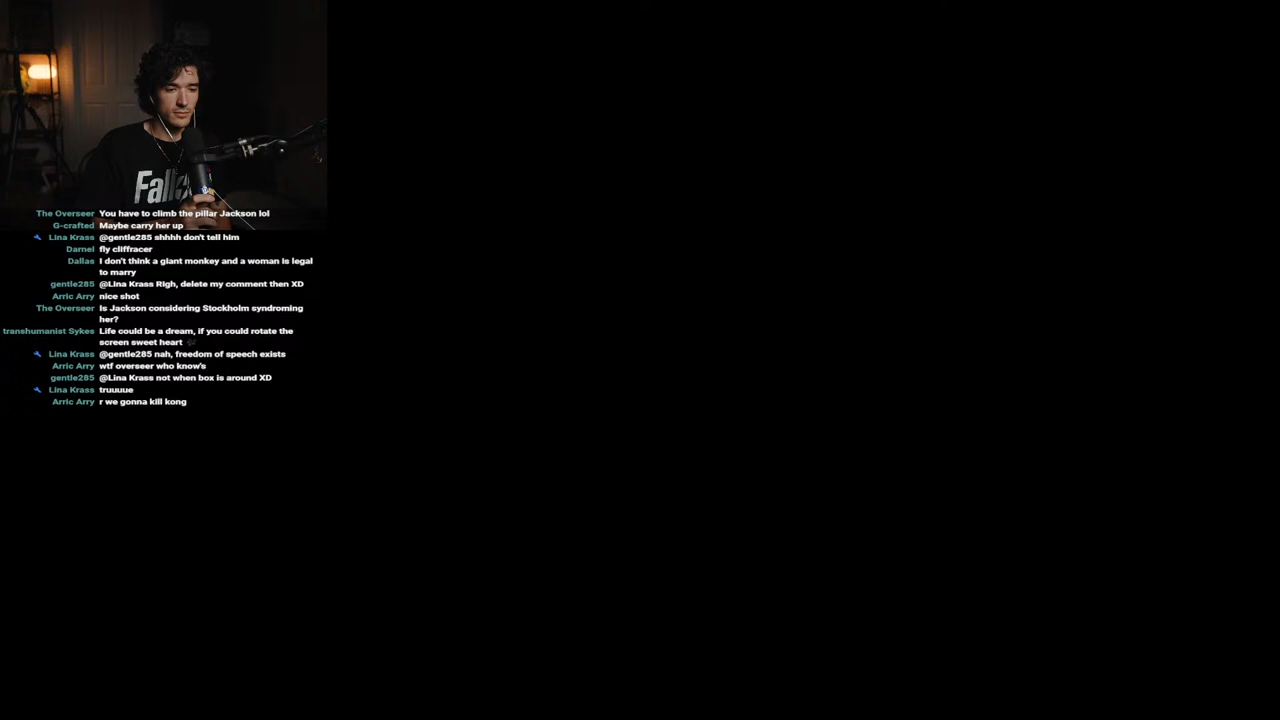 Fall
The Overseer You have to climb the pillar Jackson lol
G-crafted Maybe carry her up
Lina Krass @gentle285 shhhh don't tell him
Darnel fly cliffracer
Dallas I don't think a giant monkey and a woman is legal
to marry
gentle285 @Lina Krass Righ, delete my comment then XD
Arric Arry nice shot
The Overseer Is Jackson considering Stockholm syndroming
her?
transhumanist Sykes Life could be a dream, if you could rotate the
screen sweet heart 🎶
Lina Krass @gentle285 nah, freedom of speech exists
Arric Arry wtf overseer who know's
gentle285 @Lina Krass not when box is around XD
Lina Krass truuuue
Arric Arry r we gonna kill kong